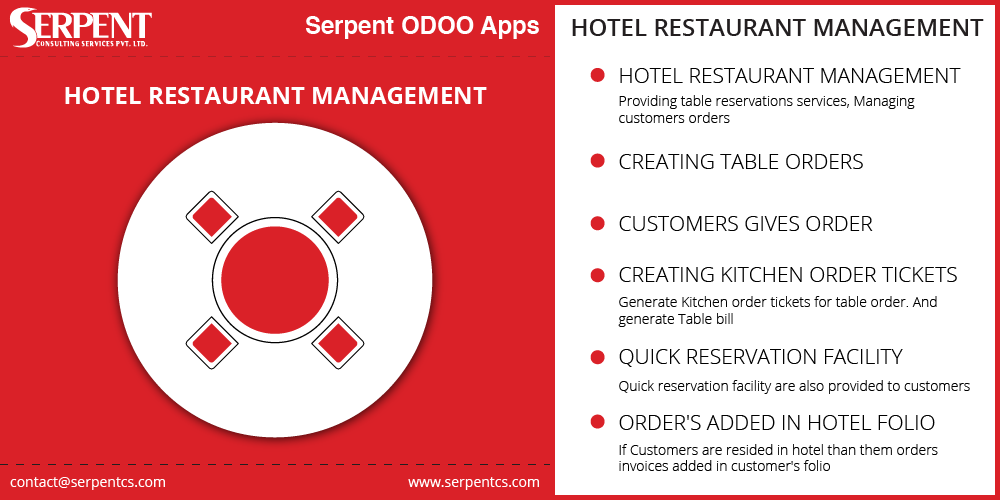 SERPENT
CONSULTING SERVICES PVT. LTD.
Serpent ODOO Apps
HOTEL RESTAURANT MANAGEMENT
contact@serpentcs.com
www.serpentcs.com
HOTEL RESTAURANT MANAGEMENT
HOTEL RESTAURANT MANAGEMENT
Providing table reservations services, Managing
customers orders
CREATING TABLE ORDERS
CUSTOMERS GIVES ORDER
CREATING KITCHEN ORDER TICKETS
Generate Kitchen order tickets for table order. And
generate Table bill
QUICK RESERVATION FACILITY
Quick reservation facility are also provided to customers
ORDER'S ADDED IN HOTEL FOLIO
If Customers are resided in hotel than them orders
invoices added in customer's folio